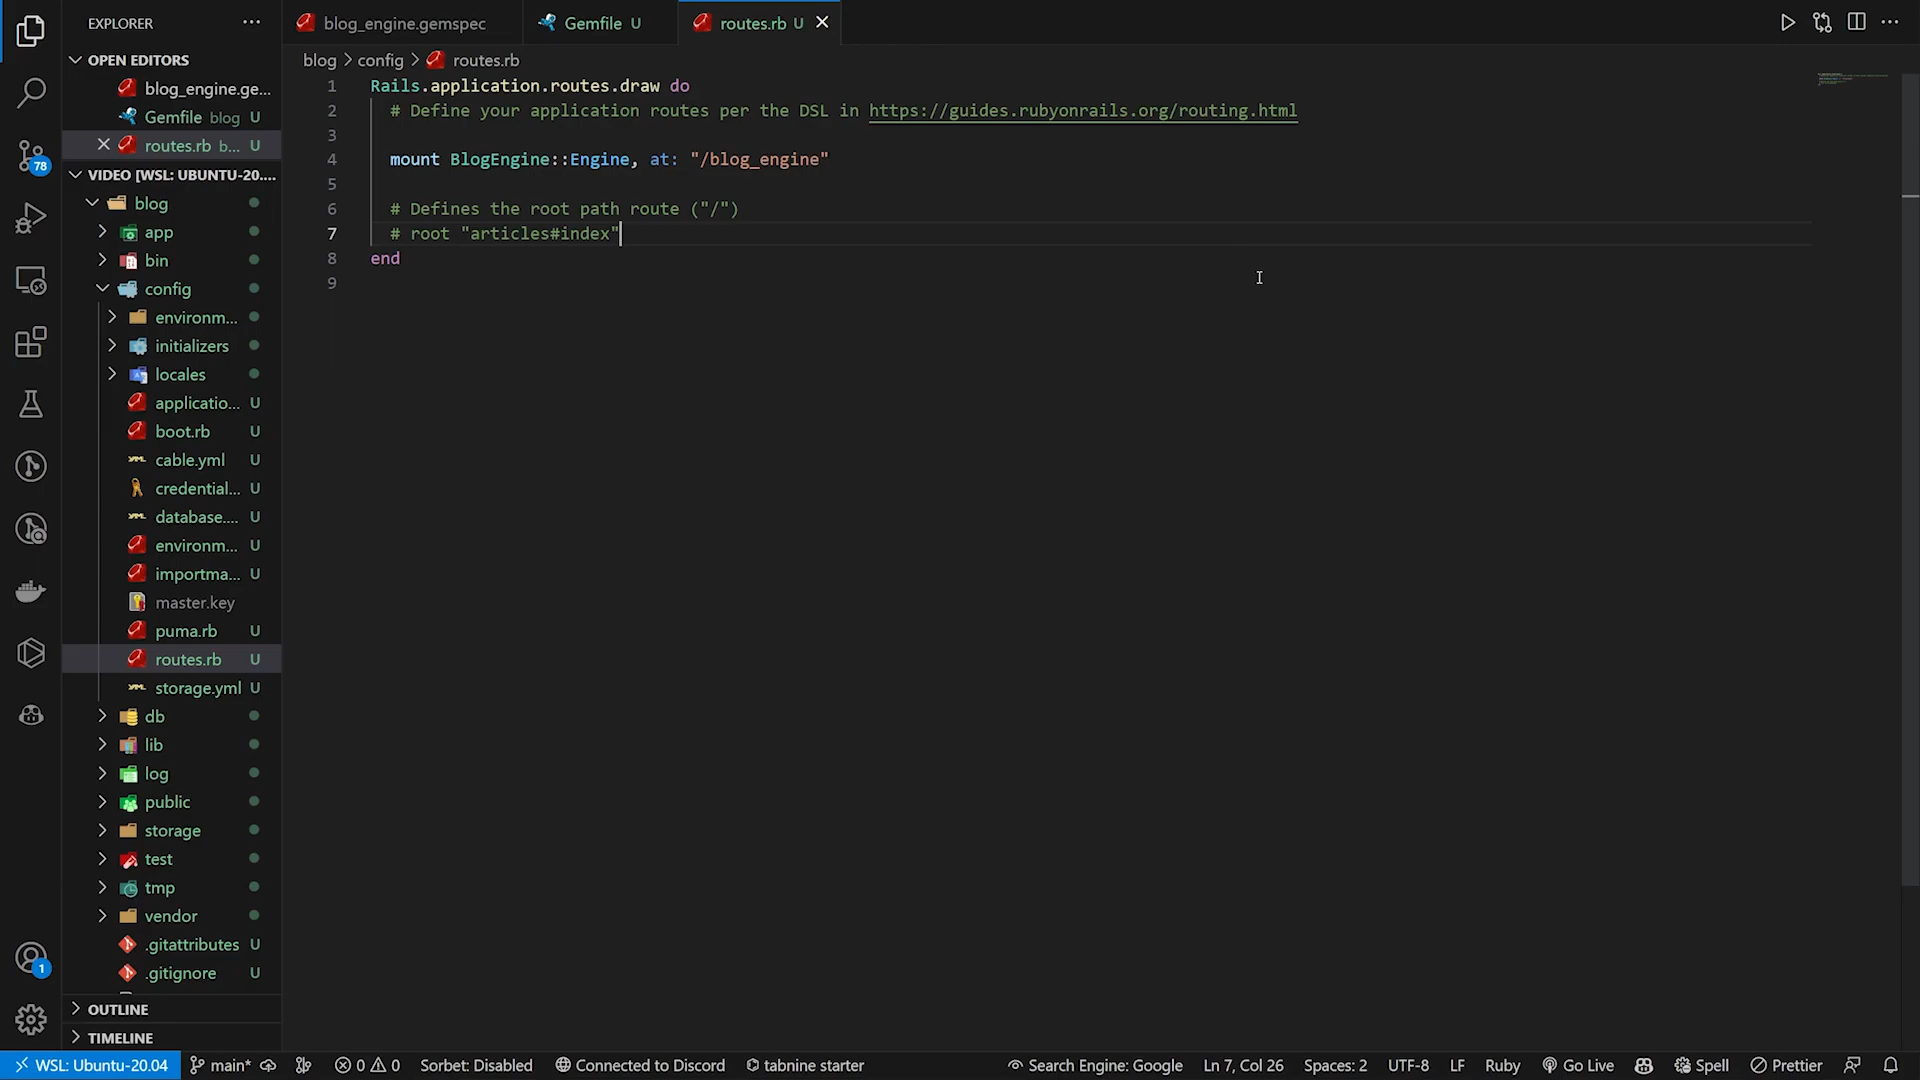 EXPLORER
OPEN EDITORS
blog_engine.ge...
Gemfile blog U
routes.rb b... U
VIDEO [WSL: UBUNTU-20....
blog
app
bin
config
environm...
initializers
locales
applicatio... U
boot.rb U
cable.yml U
credential... U
database.... U
environm... U
importma... U
master.key
puma.rb U
routes.rb U
storage.yml U
db
lib
log
public
storage
test
tmp
vendor
.gitattributes U
.gitignore U
OUTLINE
TIMELINE
78
1
blog_engine.gemspec
Gemfile U
routes.rb U
blog > config > routes.rb
1 Rails.application.routes.draw do
2 # Define your application routes per the DSL in https://guides.rubyonrails.org/routing.html
3
4 mount BlogEngine::Engine, at: "/blog_engine"
5
6 # Defines the root path route ("/")
7 # root "articles#index"
8 end
9
WSL: Ubuntu-20.04 main* 0 0 Sorbet: Disabled Connected to Discord tabnine starter Search Engine: Google Ln 7, Col 26 Spaces: 2 UTF-8 LF Ruby Go Live Spell Prettier